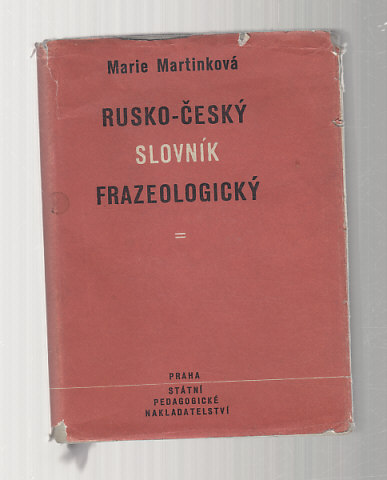 Marie Martinková
RUSKO-ČESKÝ
SLOVNÍK
FRAZEOLOGICKÝ
=
PRAHA
STÁTNÍ
PEDAGOGICKÉ
NAKLADATELSTVÍ